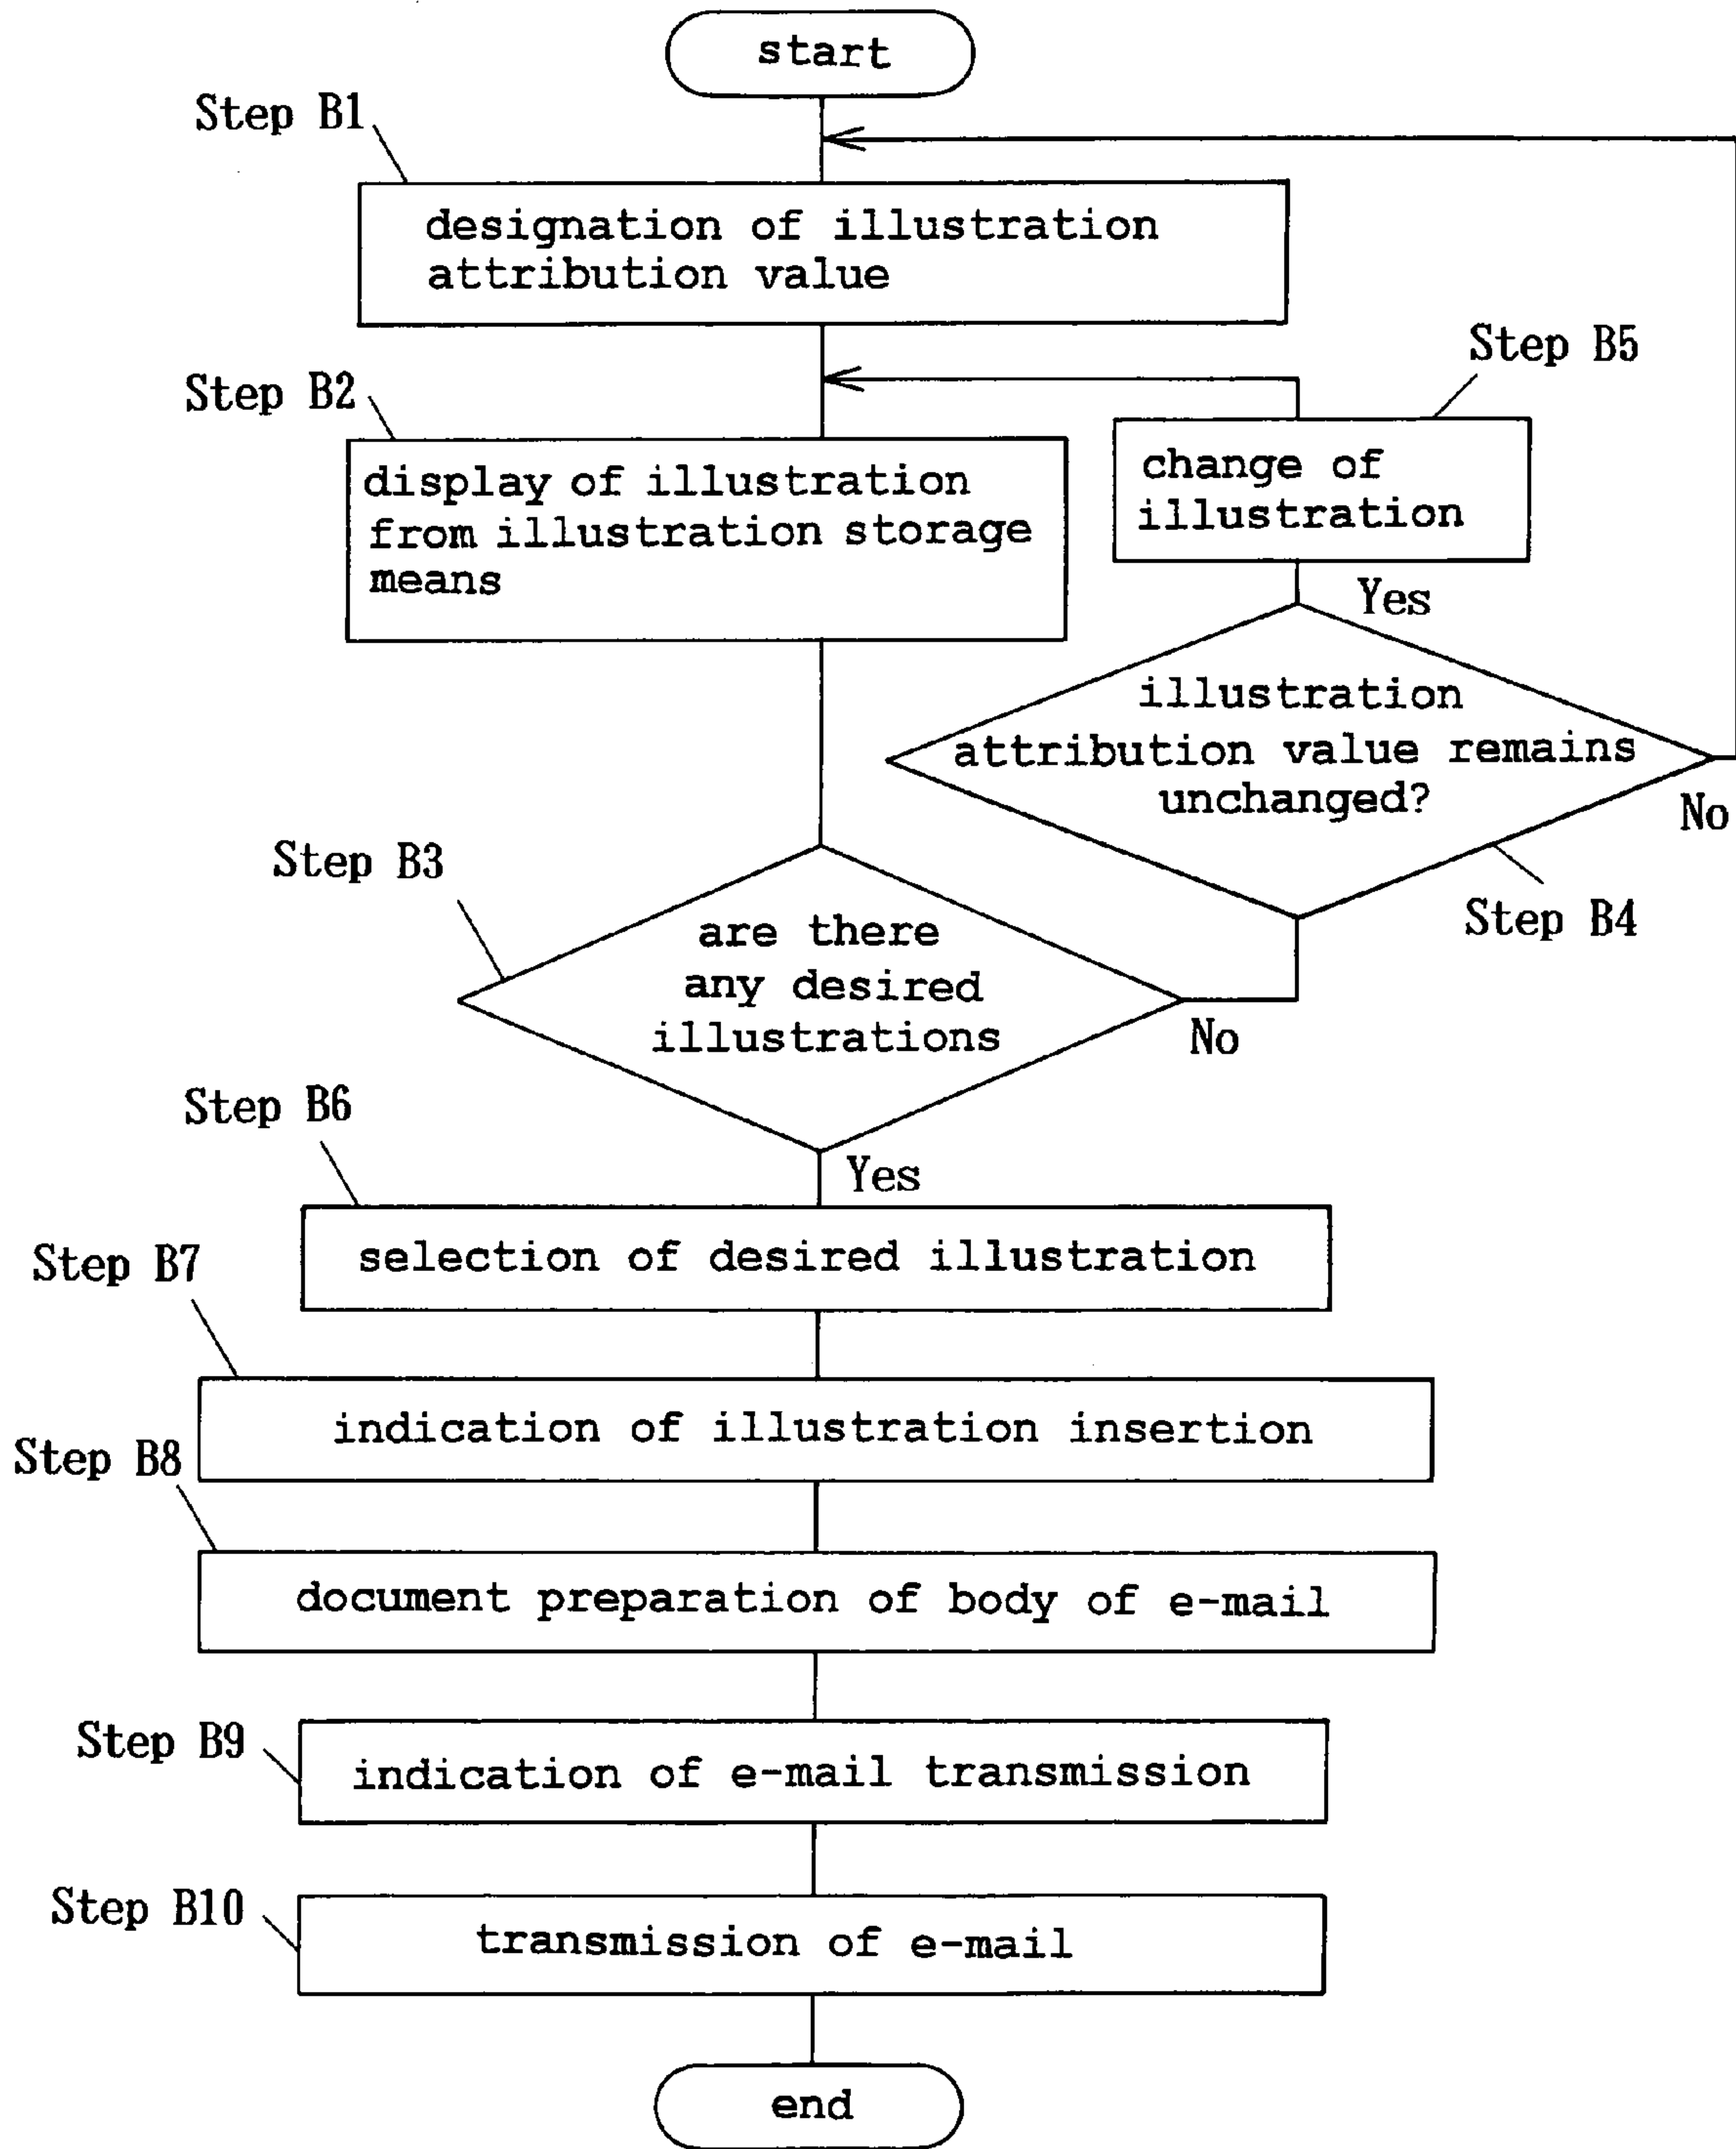 start
Step B1
designation of illustration
attribution value
Step B5
Step B2
change of
illustration
display of illustration
from illustration storage
means
Yes
illustration
attribution value remains
unchanged?
No
Step B3
Step B4
are there
any desired
illustrations
No
Step B6
Yes
selection of desired illustration
Step B7
indication of illustration insertion
Step B8
document preparation of body of e-mail
Step B9
indication of e-mail transmission
Step B10
transmission of e-mail
end